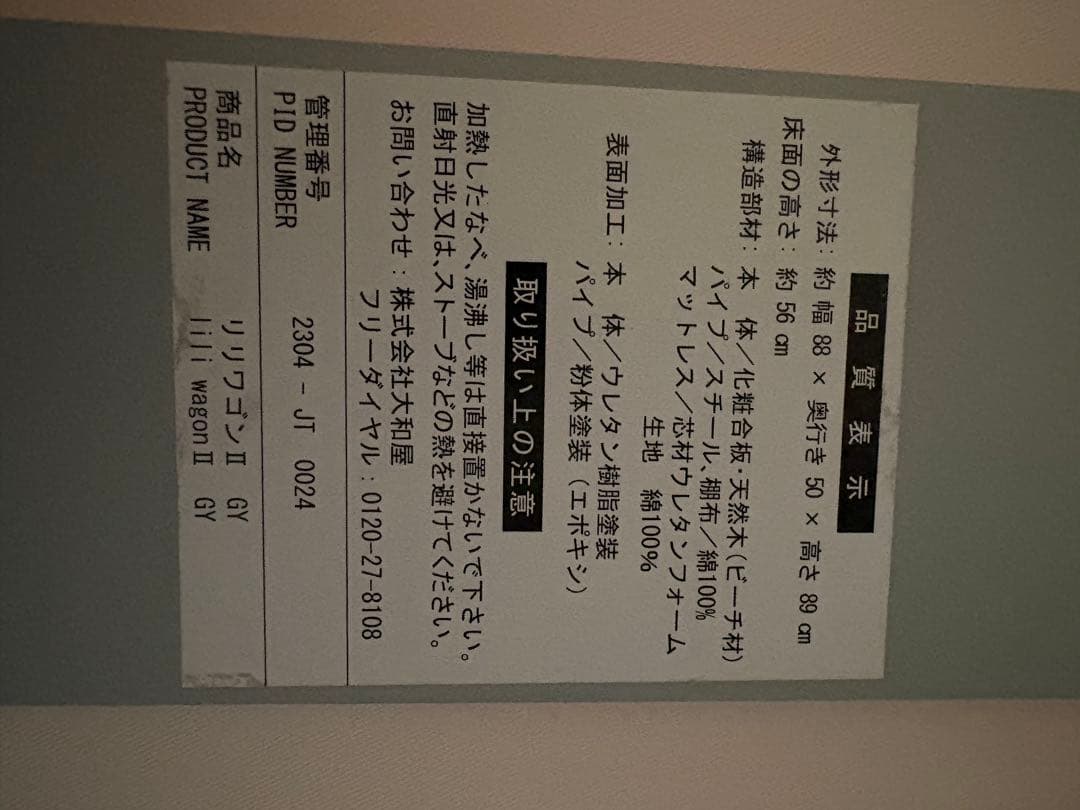 品質表示
外形寸法：約 幅 88 × 奥行き 50 × 高さ 89 ㎝
床面の高さ：約 56 ㎝
構造部材：本　体／化粧合板・天然木（ビーチ材）
パイプ／スチール、棚布／綿100%
マットレス／芯材ウレタンフォーム
生地　綿100%
表面加工：本　体／ウレタン樹脂塗装
パイプ／粉体塗装（エポキシ）
取り扱い上の注意
加熱したなべ、湯沸し等は直接置かないで下さい。
直射日光又は、ストーブなどの熱を避けてください。
お問い合わせ：株式会社大和屋
フリーダイヤル：0120-27-8108
管理番号
PID NUMBER 2304 - JT 0024
商品名 リリワゴンⅡ GY
PRODUCT NAME lili wagonⅡ GY